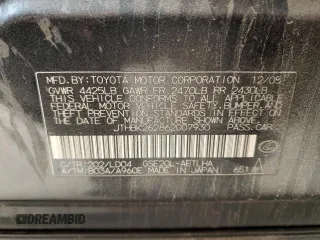 MFD. BY: TOYOTA MOTOR CORPORATION 12/05
GVWR 4425LB GAWR FR 2470LB RR 2430LB
THIS VEHICLE CONFORMS TO ALL APPLICABLE
FEDERAL MOTOR VEHICLE SAFETY, BUMPER, AND
THEFT PREVENTION STANDARDS IN EFFECT ON
THE DATE OF MANUFACTURE SHOWN ABOVE.
JTHBK262862007930 PASS.CAR
C/TR: 202/LD04 GSE20L-AETLHA
A/TM: B03A/A960E MADE IN JAPAN
DREAMBID